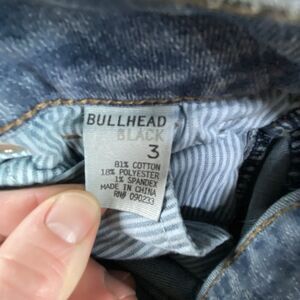 BULLHEAD
BLACK
3
81% COTTON
18% POLYESTER
1% SPANDEX
MADE IN CHINA
RN# 090233